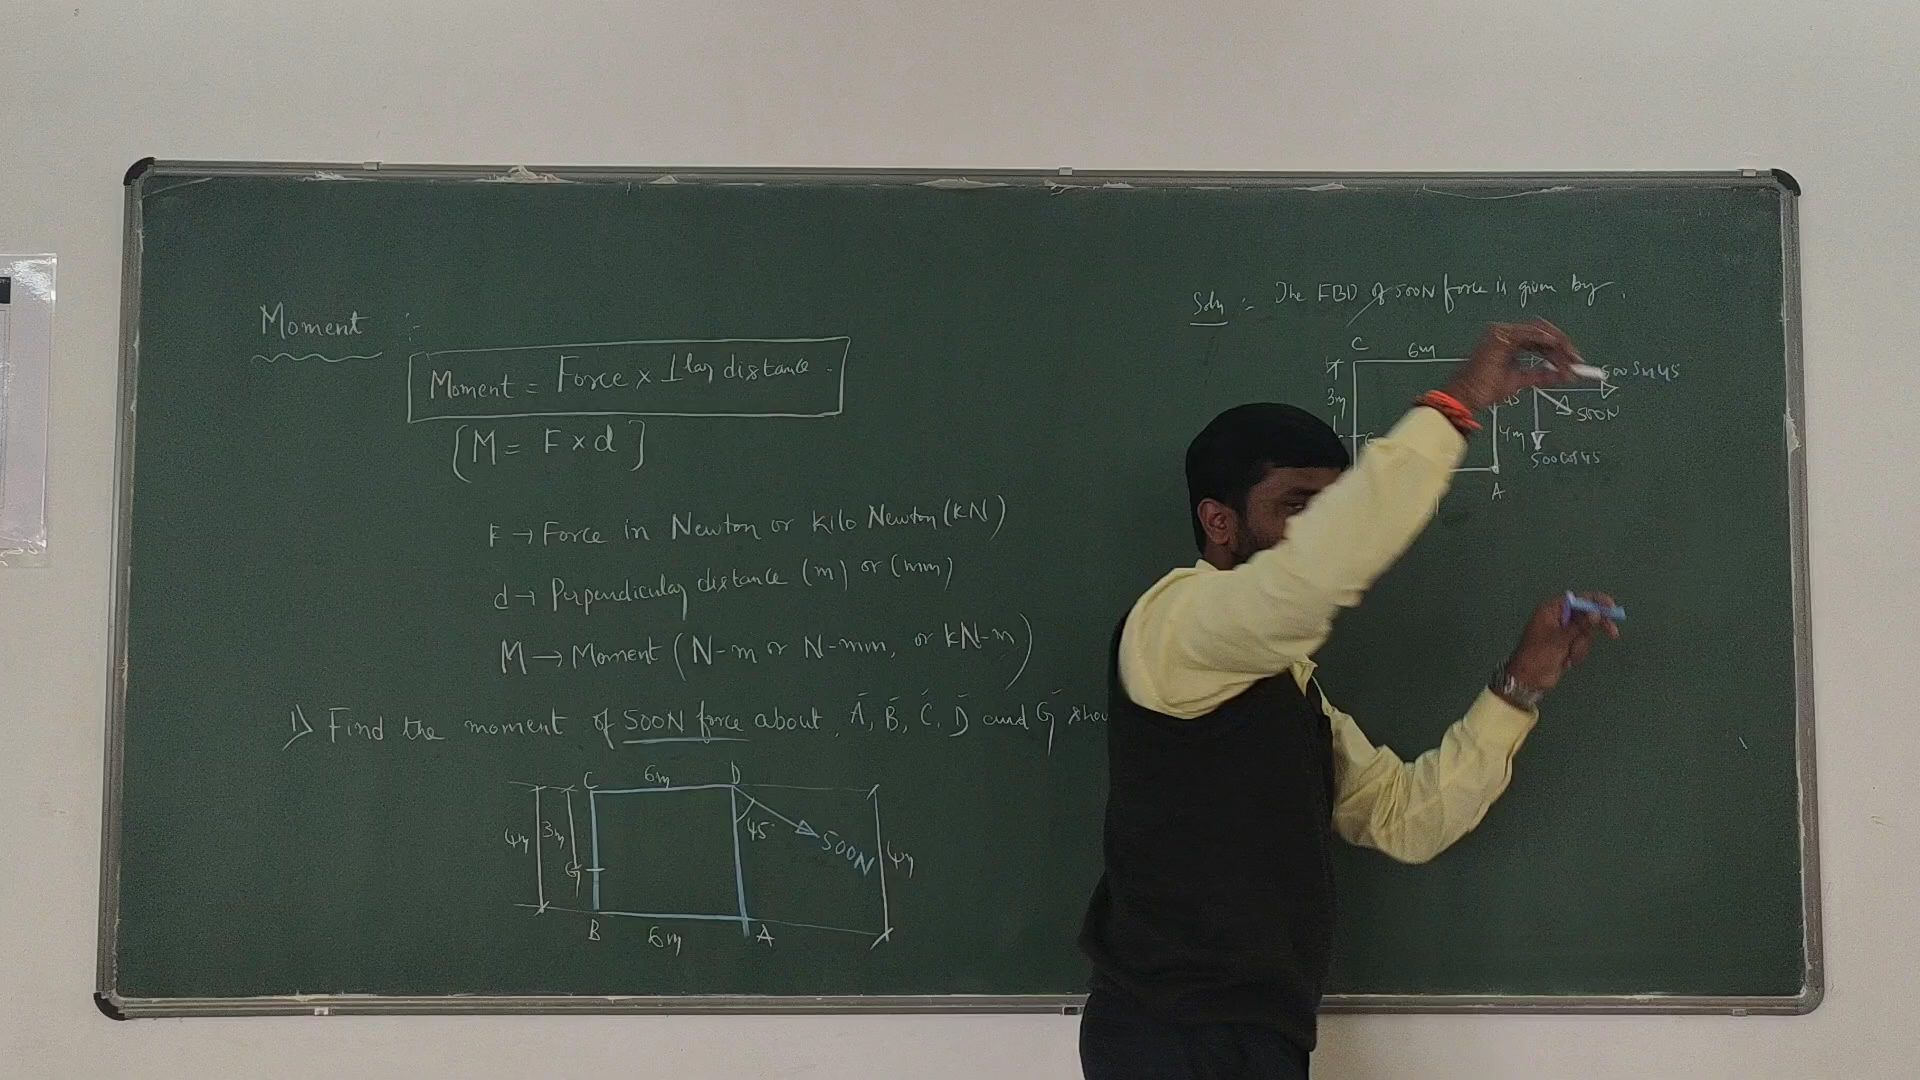 Moment :-
Moment = Force × ⊥lar distance.
[M = F × d]
F → Force in Newton or Kilo Newton (kN)
d → Perpendicular distance (m) or (mm)
M → Moment (N-m or N-mm, or kN-m)
1) Find the moment of 500N force about, A, B, C, D and G
C 6m D
4m 3m 45° 500N 4m
G
B 6m A
Soln :- The FBD of 500N force is given by,
C 6m
500 Sin 45
3m 45
500N
G 4m
500 Cos 45
A